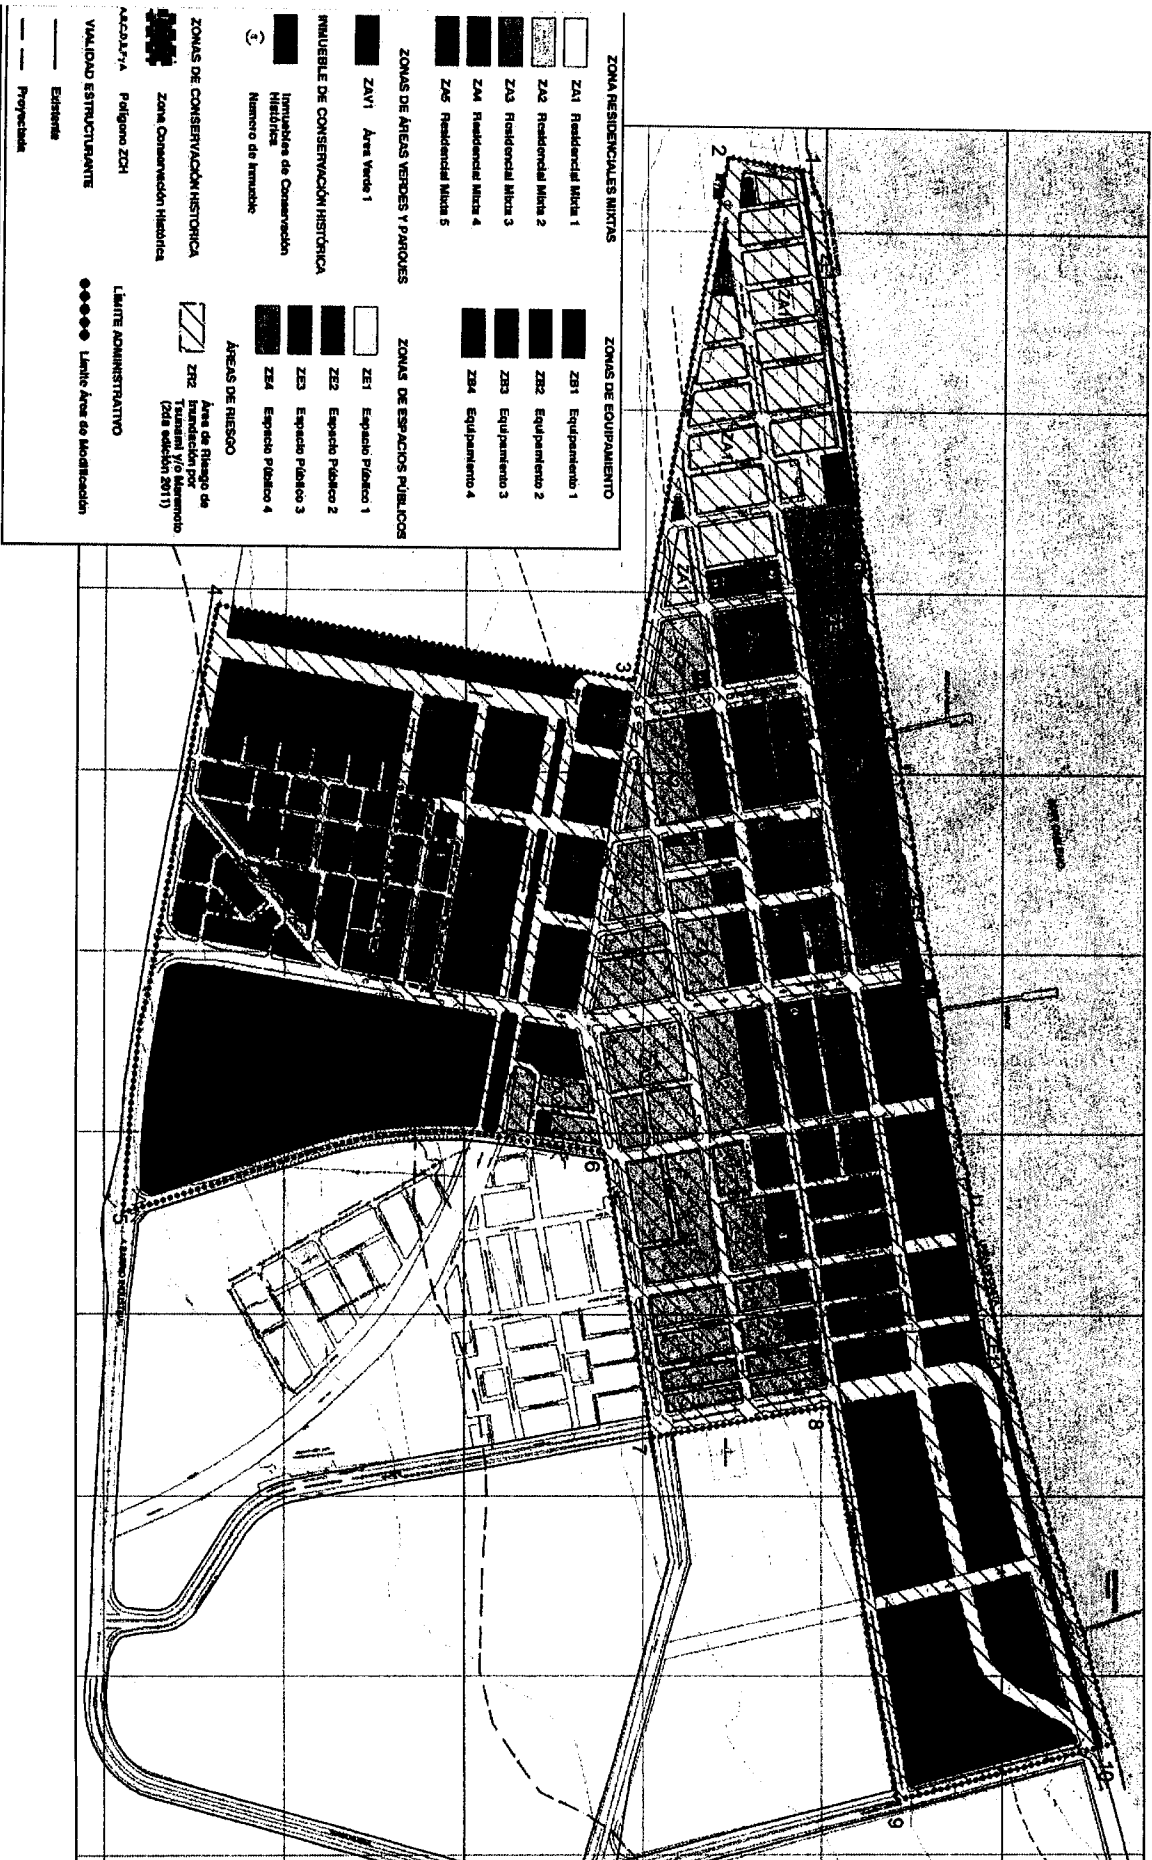 ZONA RESIDENCIALES MIXTAS
ZA1 Residencial Mixta 1
ZA2 Residencial Mixta 2
ZA3 Residencial Mixta 3
ZA4 Residencial Mixta 4
ZA5 Residencial Mixta 5
ZONAS DE ÁREAS VERDES Y PARQUES
ZAV1 Área Verde 1
INMUEBLE DE CONSERVACIÓN HISTÓRICA
Inmuebles de Conservación
Histórica
Numero de Inmueble
ZONAS DE CONSERVACIÓN HISTORICA
Zona Conservación Histórica
A,B,C,D,E,F y A Polígono ZCH
VIALIDAD ESTRUCTURANTE
Existente
Proyectada
ZONAS DE EQUIPAMIENTO
ZB1 Equipamiento 1
ZB2 Equipamiento 2
ZB3 Equipamiento 3
ZB4 Equipamiento 4
ZONAS DE ESPACIOS PÚBLICOS
ZE1 Espacio Público 1
ZE2 Espacio Público 2
ZE3 Espacio Público 3
ZE4 Espacio Público 4
ÁREAS DE RIESGO
ZR2 Área de Riesgo de
Inundación por
Tsunami y/o Maremoto
(2da edición 2011)
LÍMITE ADMINISTRATIVO
Límite Área de Modificación
1
2
3
4
5
6
7
8
9
10
ZA1
ZA1
ZA1